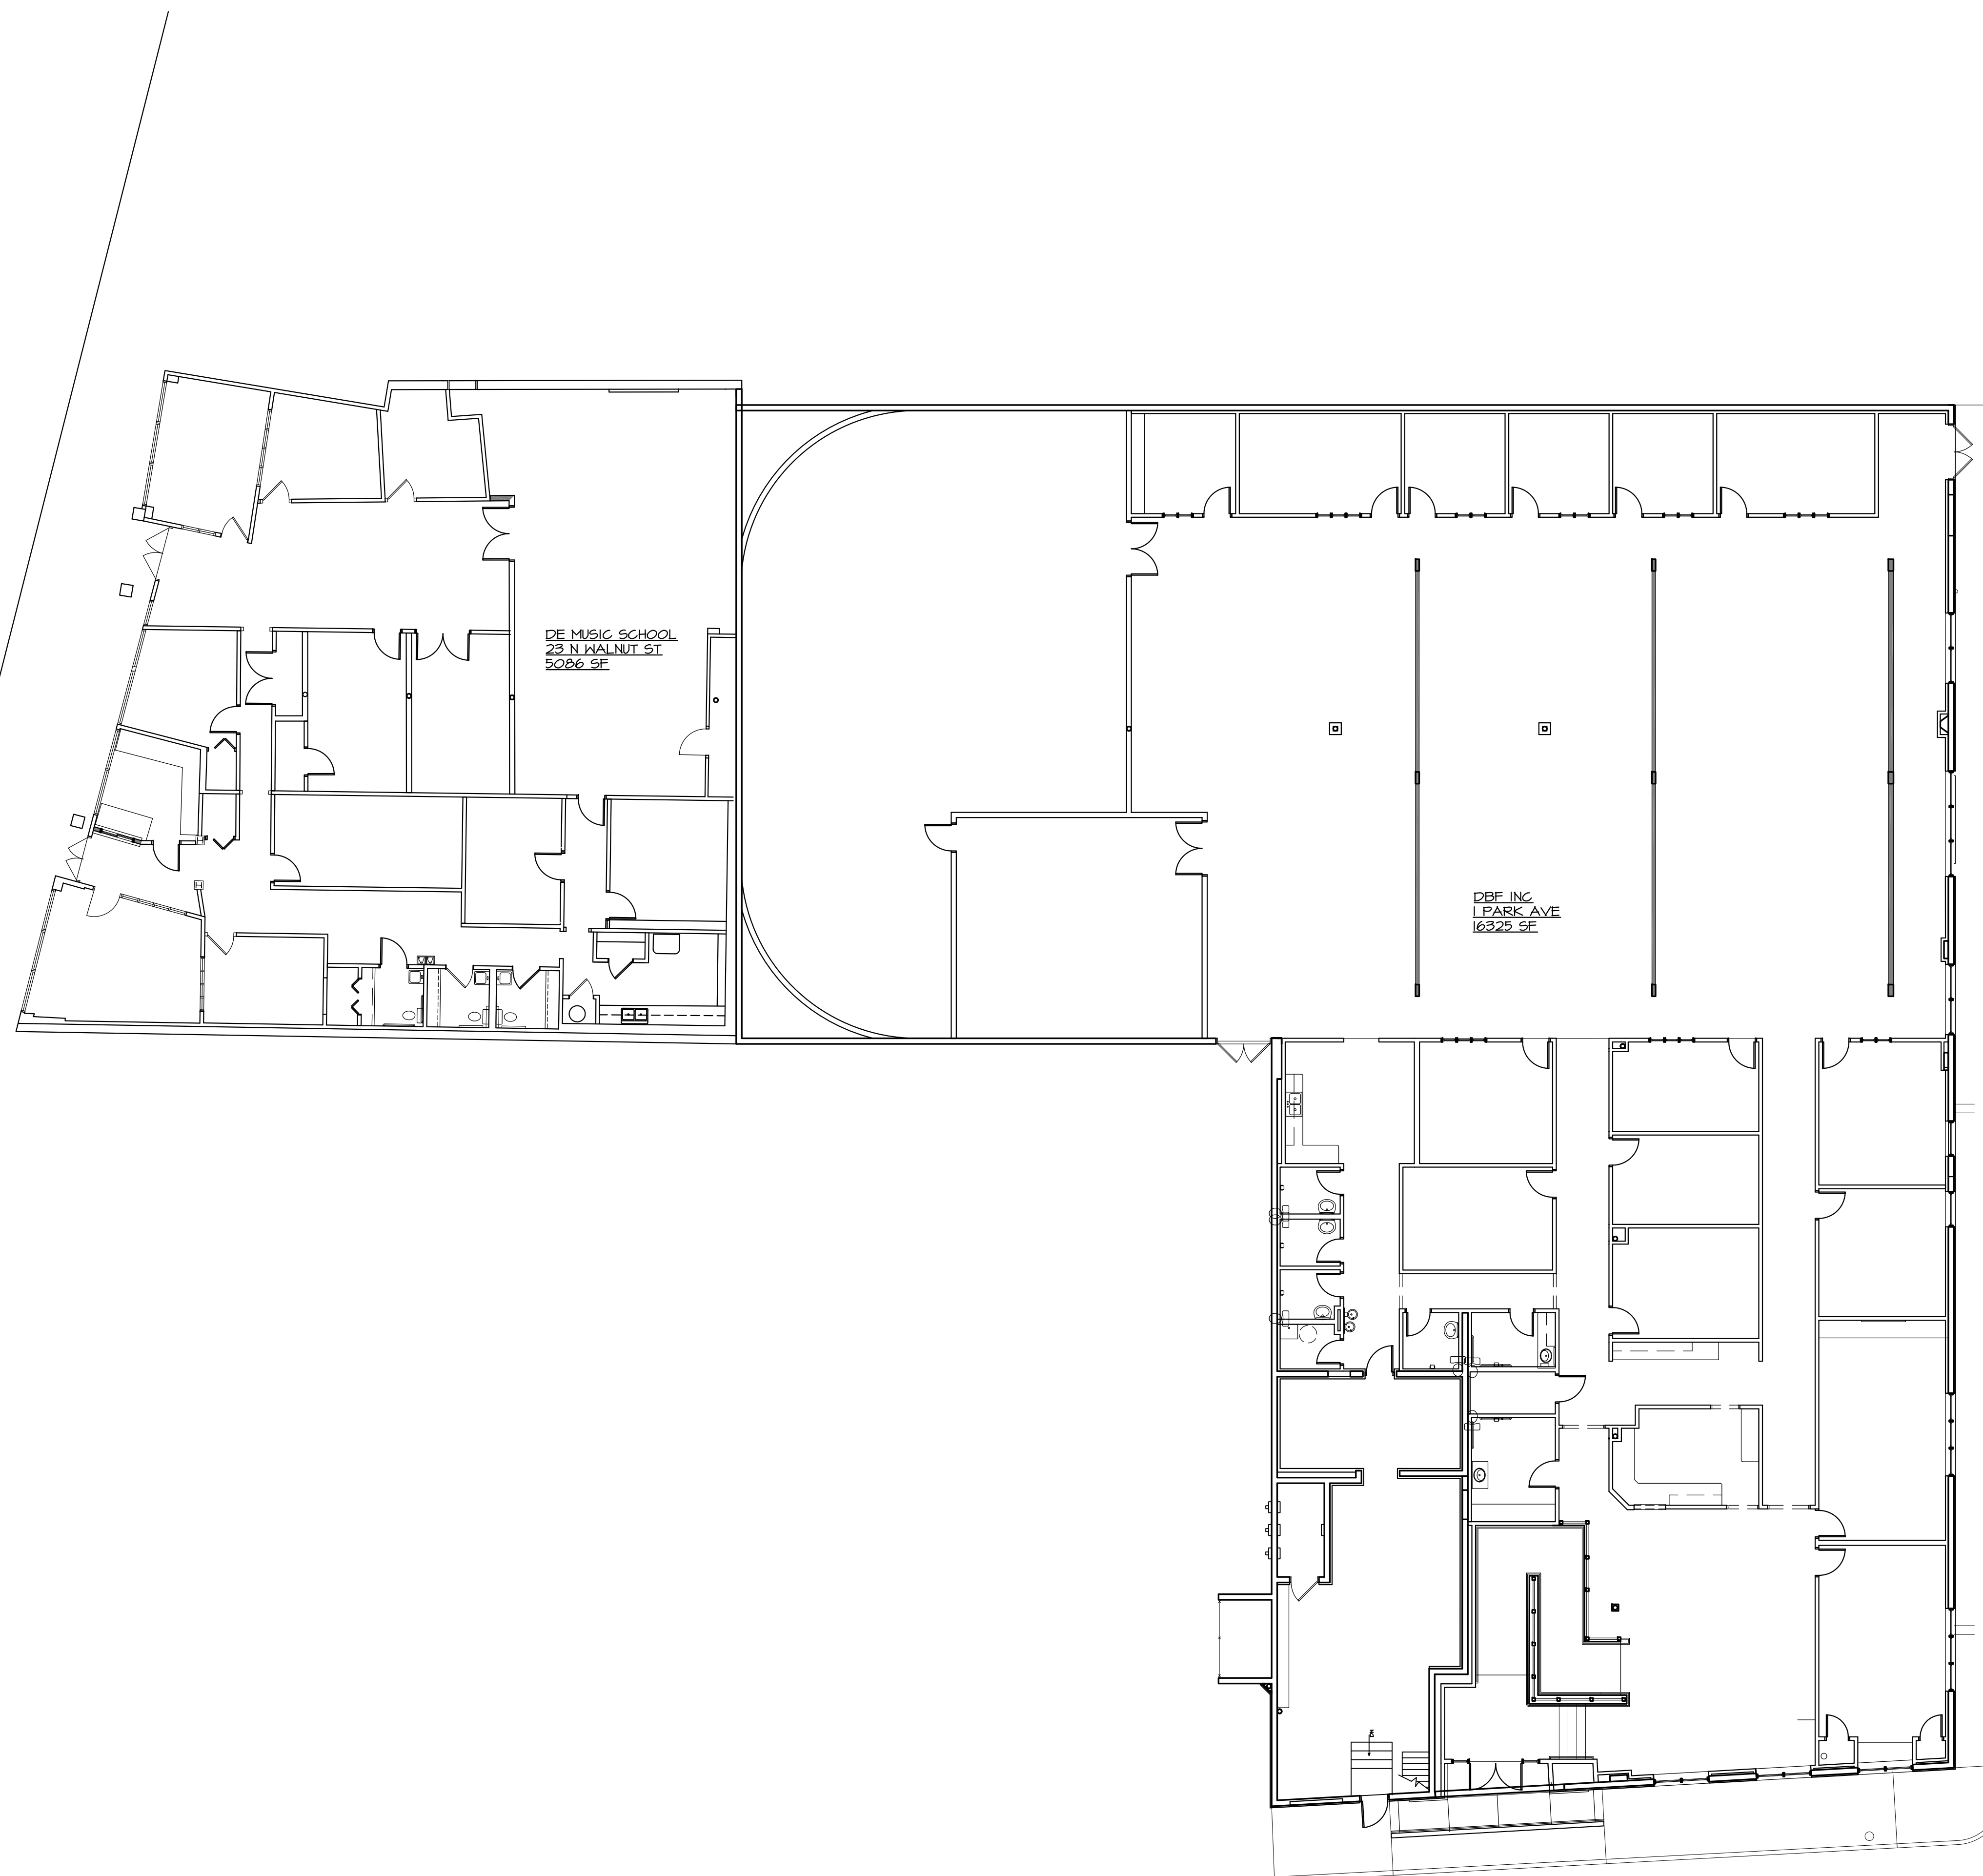 DE MUSIC SCHOOL
23 N WALNUT ST
5086 SF
DBF INC
1 PARK AVE
16325 SF